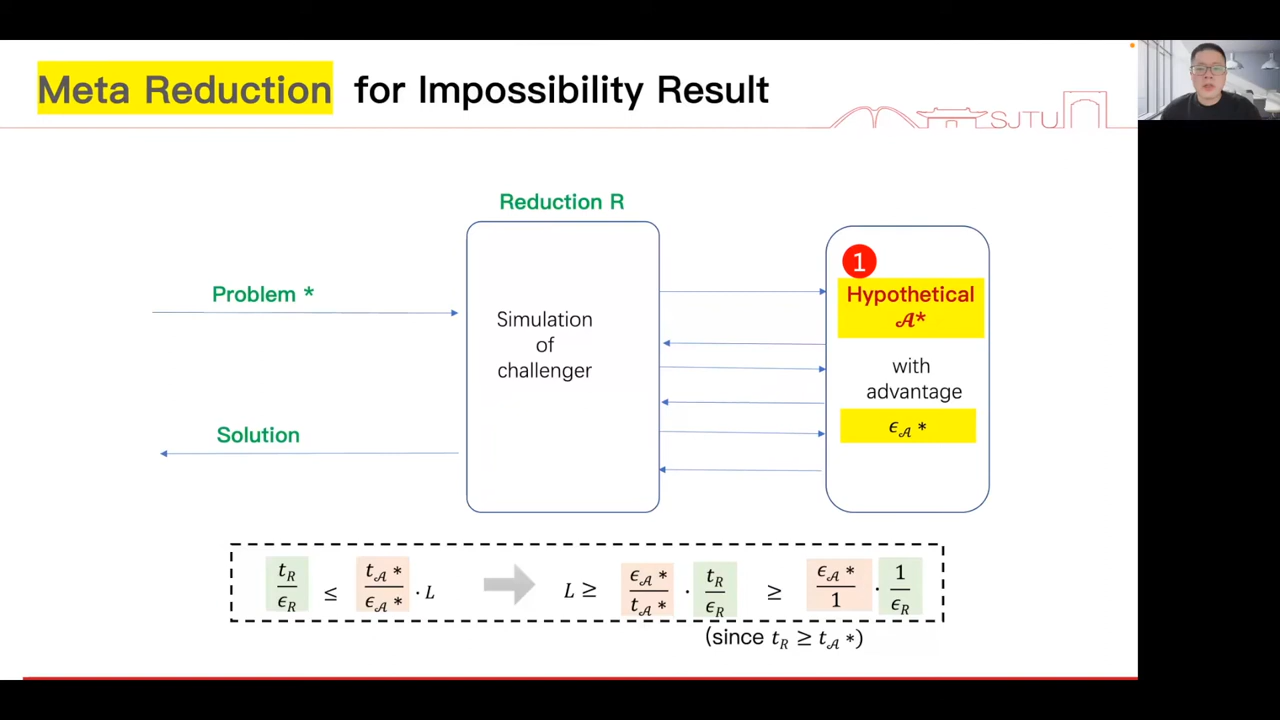 Meta Reduction for Impossibility Result
SJTU
Reduction R
Problem *
Simulation
of
challenger
Solution
1
Hypothetical
𝒜*
with
advantage
ϵ_𝒜 *
t_R / ϵ_R ≤ t_𝒜 * / ϵ_𝒜 * · L
L ≥ ϵ_𝒜 * / t_𝒜 * · t_R / ϵ_R ≥ ϵ_𝒜 * / 1 · 1 / ϵ_R
(since t_R ≥ t_𝒜 *)